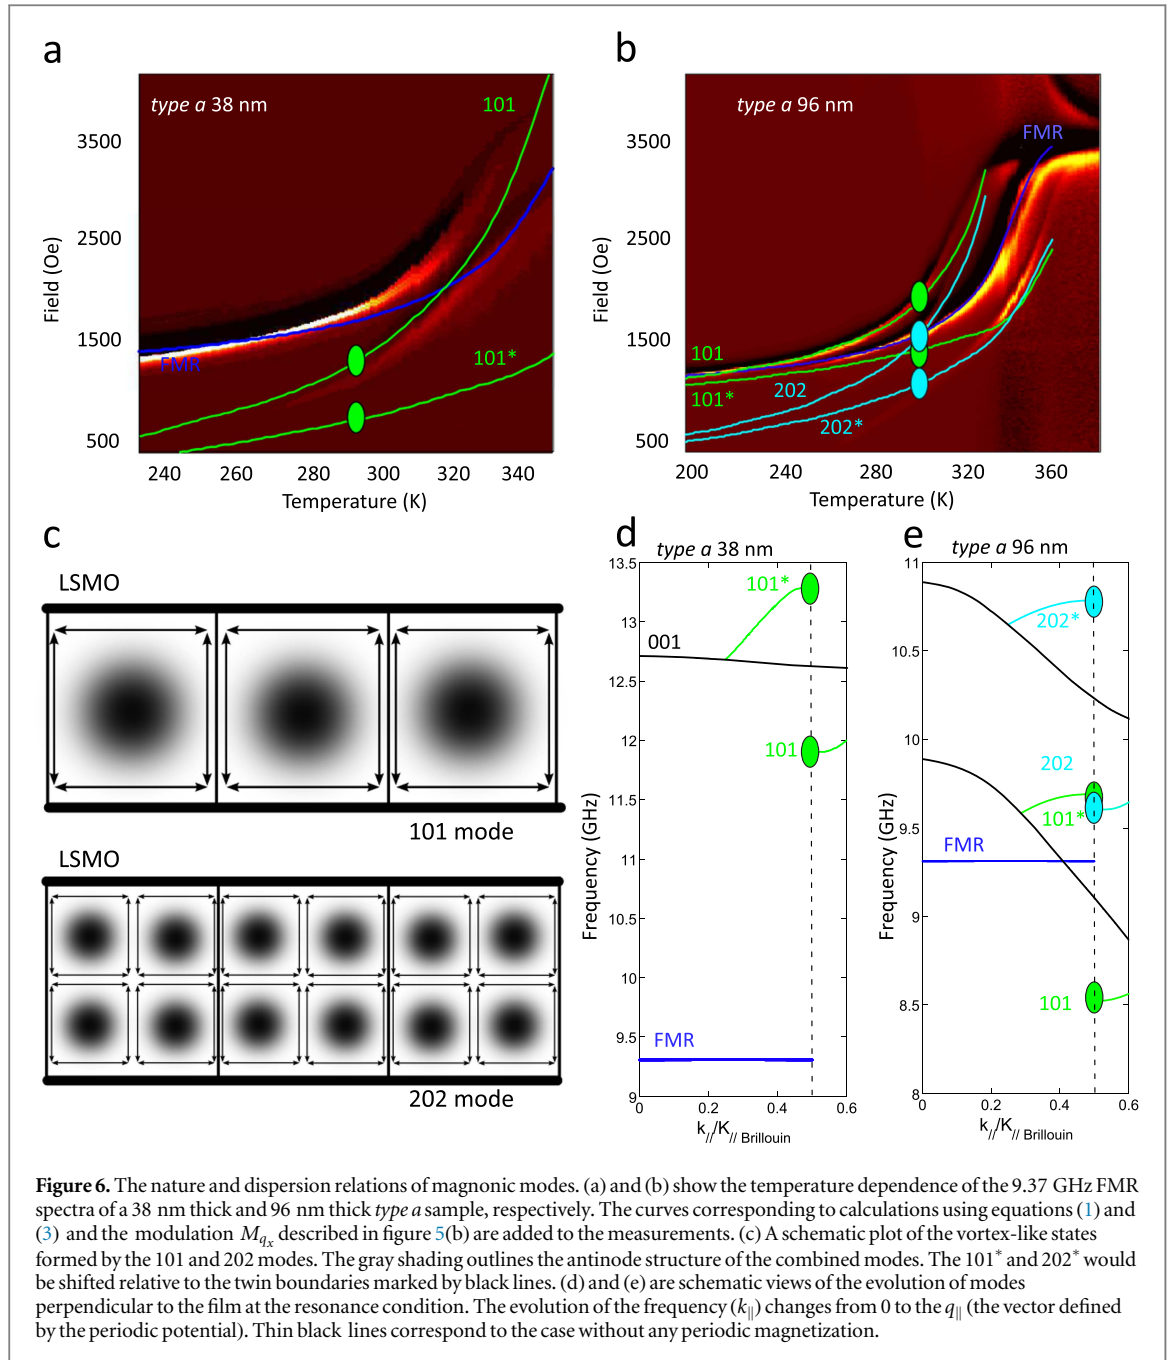 a
type a 38 nm
101
3500
2500
1500
500
Field (Oe)
FMR
101*
240 260 280 300 320 340
Temperature (K)
b
type a 96 nm
FMR
3500
2500
1500
500
Field (Oe)
101
101*
202
202*
200 240 280 320 360
Temperature (K)
c
LSMO
101 mode
LSMO
202 mode
d
type a 38 nm
13.5
13
12.5
12
11.5
11
10.5
10
9.5
9
Frequency (GHz)
101*
001
101
FMR
0 0.2 0.4 0.6
k//K// Brillouin
e
type a 96 nm
11
10.5
10
9.5
9
8.5
8
Frequency (GHz)
202*
202
101*
FMR
101
0 0.2 0.4 0.6
k///K// Brillouin
Figure 6. The nature and dispersion relations of magnonic modes. (a) and (b) show the temperature dependence of the 9.37 GHz FMR
spectra of a 38 nm thick and 96 nm thick type a sample, respectively. The curves corresponding to calculations using equations (1) and
(3) and the modulation Mqx described in figure 5(b) are added to the measurements. (c) A schematic plot of the vortex-like states
formed by the 101 and 202 modes. The gray shading outlines the antinode structure of the combined modes. The 101* and 202* would
be shifted relative to the twin boundaries marked by black lines. (d) and (e) are schematic views of the evolution of modes
perpendicular to the film at the resonance condition. The evolution of the frequency (k∥) changes from 0 to the q∥ (the vector defined
by the periodic potential). Thin black lines correspond to the case without any periodic magnetization.